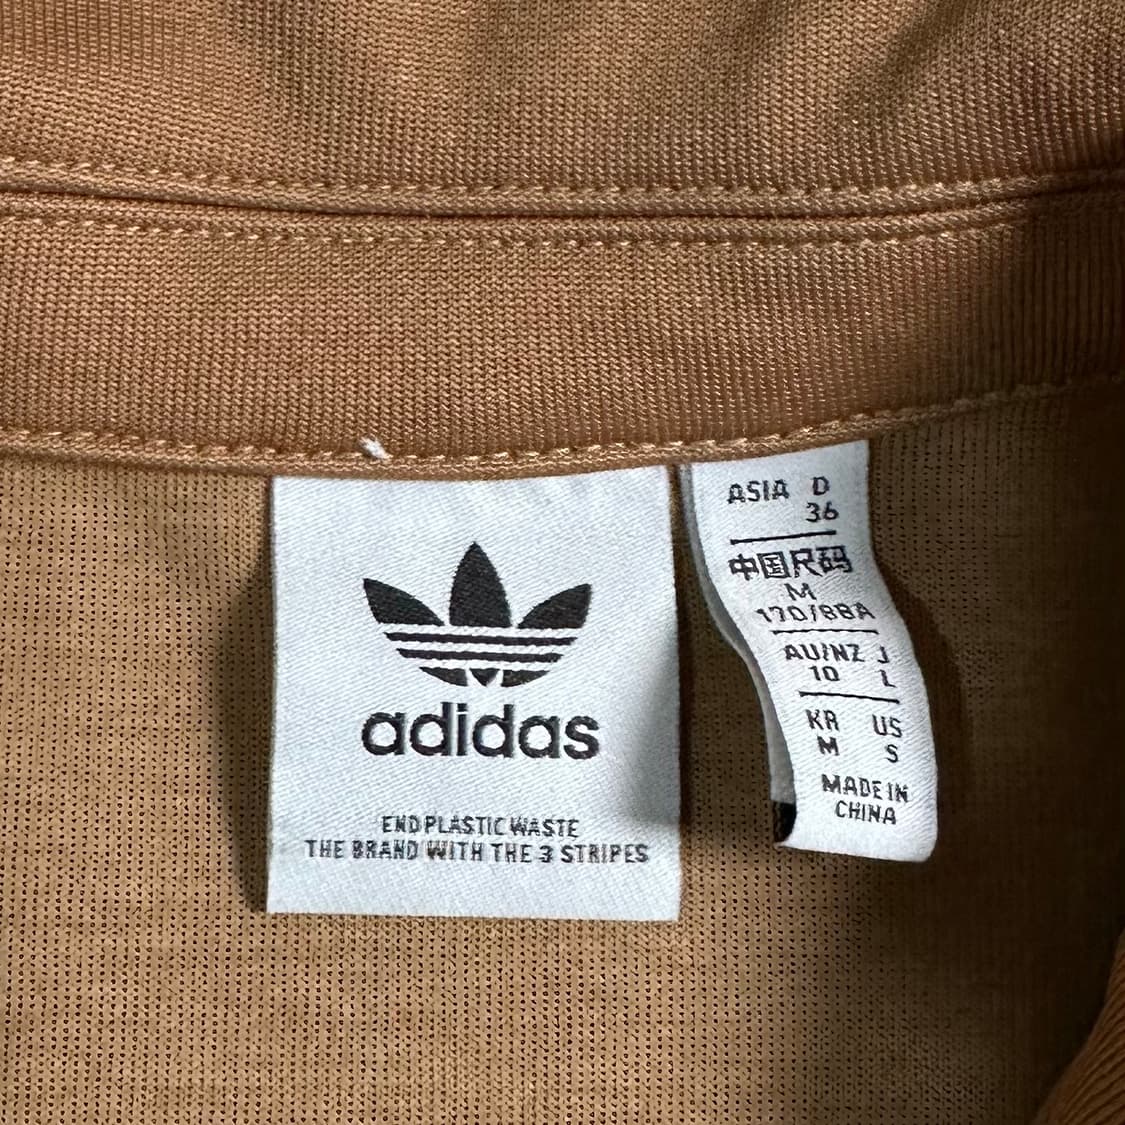 adidas
END PLASTIC WASTE
THE BRAND WITH THE 3 STRIPES
ASIA D
36
中国尺码
M
170/88A
AU/NZ J
10 L
KR US
M S
MADE IN
CHINA